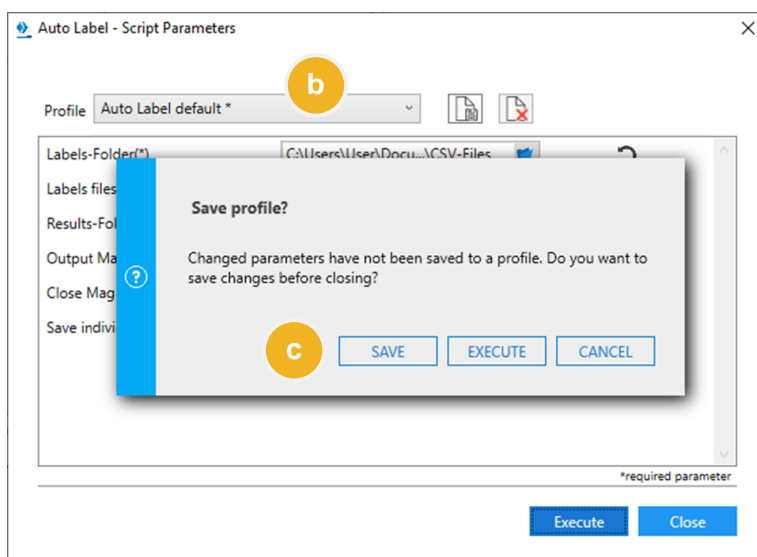 Auto Label - Script Parameters
b
Profile Auto Label default *
Labels-Folder(*) C:\Users\User\Docu...\CSV-Files
Labels files
Results-Fol
Output Ma
Close Mag
Save indivi
Save profile?
Changed parameters have not been saved to a profile. Do you want to
save changes before closing?
?
c SAVE EXECUTE CANCEL
*required parameter
Execute Close